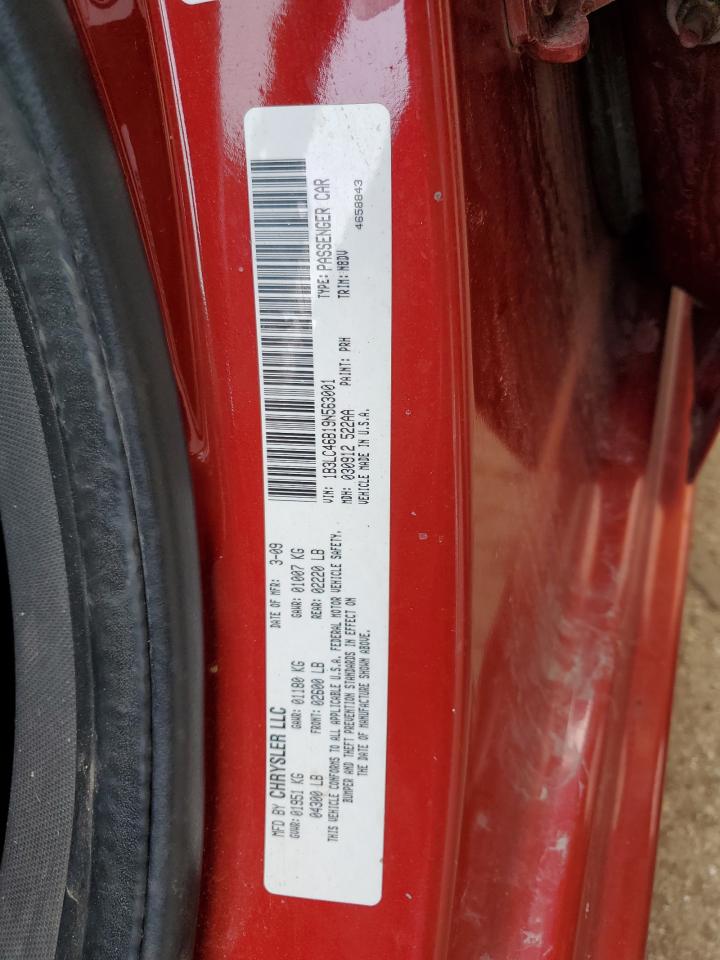 MFD BY CHRYSLER LLC DATE OF MFR: 3-09
GVWR: 01951 KG GAWR: 01180 KG GAWR: 01007 KG
04300 LB FRONT: 02600 LB REAR: 02220 LB
THIS VEHICLE CONFORMS TO ALL APPLICABLE U.S.A. FEDERAL MOTOR VEHICLE SAFETY,
BUMPER AND THEFT PREVENTION STANDARDS IN EFFECT ON
THE DATE OF MANUFACTURE SHOWN ABOVE.
VIN: 1B3LC46B19N563001 TYPE: PASSENGER CAR
MDH: 030912 522AA PAINT: PRH TRIM: N8DV
VEHICLE MADE IN U.S.A. 4658843